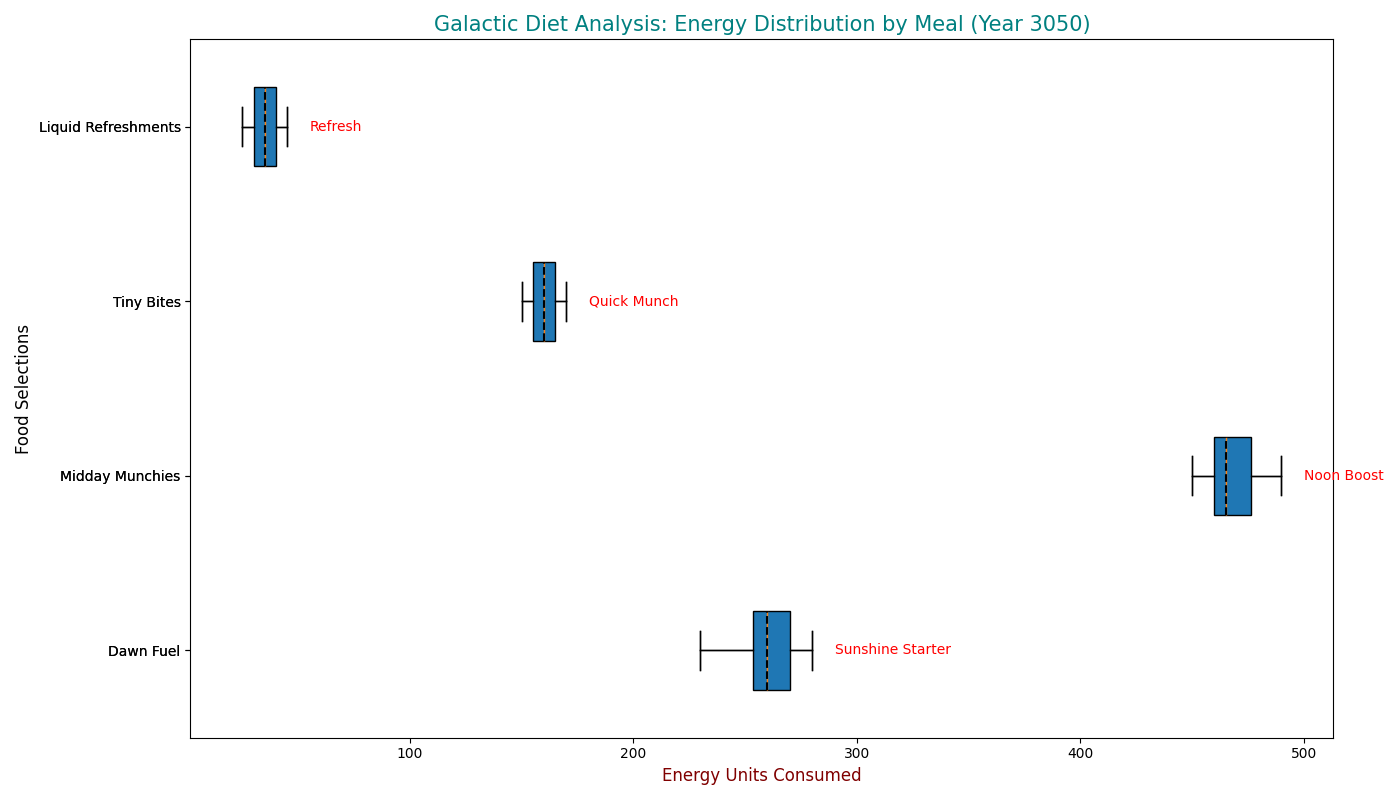 Galactic Diet Analysis: Energy Distribution by Meal (Year 3050)
Food Selections
Liquid Refreshments
Refresh
Tiny Bites
Quick Munch
Midday Munchies
Noon Boost
Dawn Fuel
Sunshine Starter
100 200 300 400 500
Energy Units Consumed